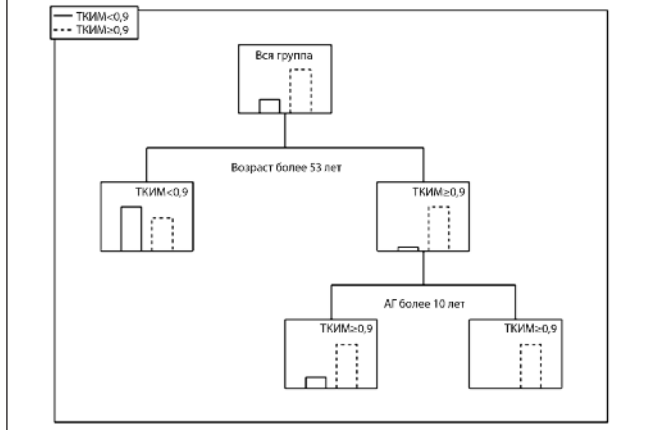 ТКИМ<0,9
ТКИМ≥0,9
Вся группа
Возраст более 53 лет
ТКИМ<0,9
ТКИМ≥0,9
АГ более 10 лет
ТКИМ≥0,9
ТКИМ≥0,9